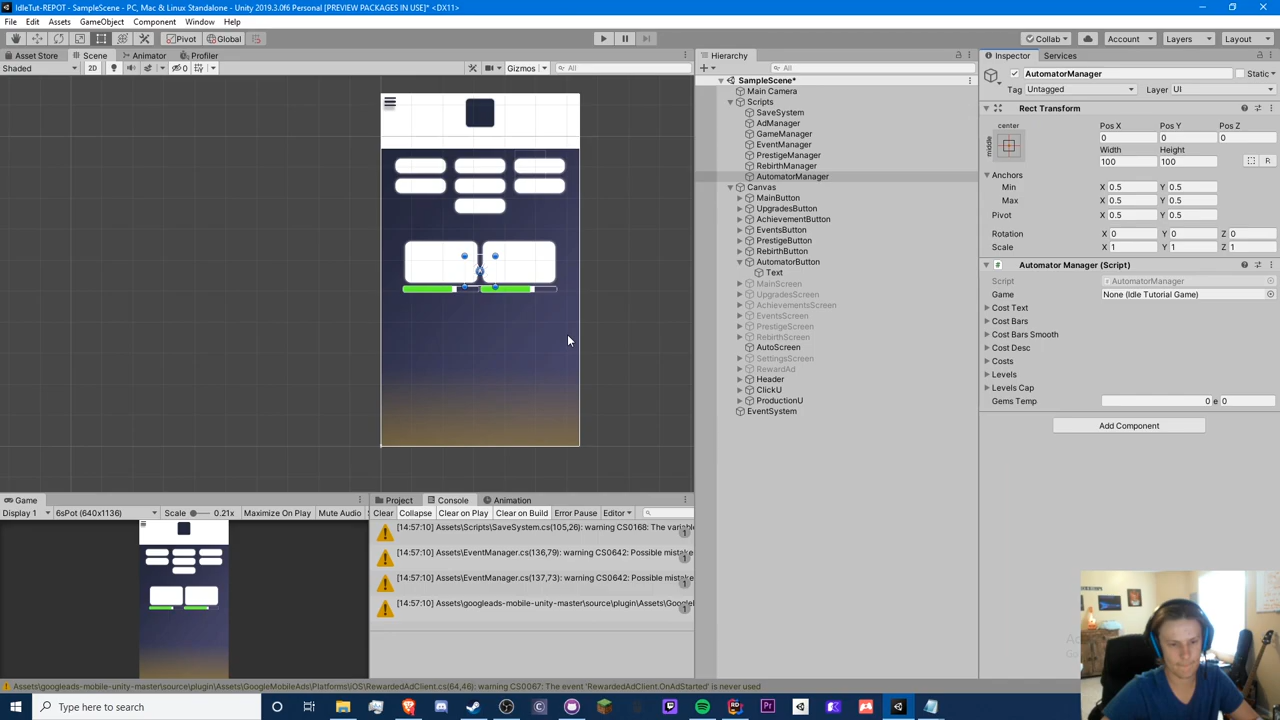 IdleTut-REPOT - SampleScene - PC, Mac & Linux Standalone - Unity 2019.3.0f6 Personal [PREVIEW PACKAGES IN USE]* <DX11>
File Edit Assets GameObject Component Window Help
Pivot Global Collab Account Layers Layout
Asset Store Scene Animator Profiler
Shaded 2D 0 Gizmos All
Hierarchy
All
SampleScene*
Main Camera
Scripts
SaveSystem
AdManager
GameManager
EventManager
PrestigeManager
RebirthManager
AutomatorManager
Canvas
MainButton
UpgradesButton
AchievementButton
EventsButton
PrestigeButton
RebirthButton
AutomatorButton
Text
MainScreen
UpgradesScreen
AchievementsScreen
EventsScreen
PrestigeScreen
RebirthScreen
AutoScreen
SettingsScreen
RewardAd
Header
ClickU
ProductionU
EventSystem
Inspector Services
AutomatorManager Static
Tag Untagged Layer UI
Rect Transform
center Pos X Pos Y Pos Z
middle 0 0 0
Width Height
100 100 R
Anchors
Min X 0.5 Y 0.5
Max X 0.5 Y 0.5
Pivot X 0.5 Y 0.5
Rotation X 0 Y 0 Z 0
Scale X 1 Y 1 Z 1
Automator Manager (Script)
Script AutomatorManager
Game None (Idle Tutorial Game)
Cost Text
Cost Bars
Cost Bars Smooth
Cost Desc
Costs
Levels
Levels Cap
Gems Temp 0 e 0
Add Component
Game
Display 1 6sPot (640x1136) Scale 0.21x Maximize On Play Mute Audio
Project Console Animation
Clear Collapse Clear on Play Clear on Build Error Pause Editor
[14:57:10] Assets\Scripts\SaveSystem.cs(105,26): warning CS0168: The varia 1
[14:57:10] Assets\EventManager.cs(136,79): warning CS0642: Possible mistake 1
[14:57:10] Assets\EventManager.cs(137,73): warning CS0642: Possible mistake 1
[14:57:10] Assets\googleads-mobile-unity-master\source\plugin\Assets\Googl 1
Assets\googleads-mobile-unity-master\source\plugin\Assets\GoogleMobileAds\Platforms\iOS\RewardedAdClient.cs(64,46): warning CS0067: The event 'RewardedAdClient.OnAdStarted' is never used
Type here to search